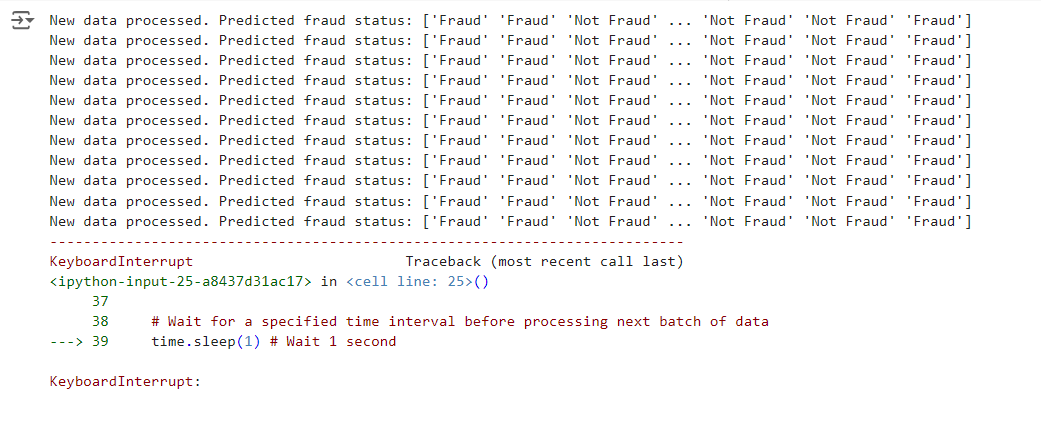 New data processed. Predicted fraud status: ['Fraud' 'Fraud' 'Not Fraud' ... 'Not Fraud' 'Not Fraud' 'Fraud']
New data processed. Predicted fraud status: ['Fraud' 'Fraud' 'Not Fraud' ... 'Not Fraud' 'Not Fraud' 'Fraud']
New data processed. Predicted fraud status: ['Fraud' 'Fraud' 'Not Fraud' ... 'Not Fraud' 'Not Fraud' 'Fraud']
New data processed. Predicted fraud status: ['Fraud' 'Fraud' 'Not Fraud' ... 'Not Fraud' 'Not Fraud' 'Fraud']
New data processed. Predicted fraud status: ['Fraud' 'Fraud' 'Not Fraud' ... 'Not Fraud' 'Not Fraud' 'Fraud']
New data processed. Predicted fraud status: ['Fraud' 'Fraud' 'Not Fraud' ... 'Not Fraud' 'Not Fraud' 'Fraud']
New data processed. Predicted fraud status: ['Fraud' 'Fraud' 'Not Fraud' ... 'Not Fraud' 'Not Fraud' 'Fraud']
New data processed. Predicted fraud status: ['Fraud' 'Fraud' 'Not Fraud' ... 'Not Fraud' 'Not Fraud' 'Fraud']
New data processed. Predicted fraud status: ['Fraud' 'Fraud' 'Not Fraud' ... 'Not Fraud' 'Not Fraud' 'Fraud']
New data processed. Predicted fraud status: ['Fraud' 'Fraud' 'Not Fraud' ... 'Not Fraud' 'Not Fraud' 'Fraud']
New data processed. Predicted fraud status: ['Fraud' 'Fraud' 'Not Fraud' ... 'Not Fraud' 'Not Fraud' 'Fraud']
---------------------------------------------------------------------------
KeyboardInterrupt                         Traceback (most recent call last)
<ipython-input-25-a8437d31ac17> in <cell line: 25>()
     37
     38     # Wait for a specified time interval before processing next batch of data
---> 39     time.sleep(1) # Wait 1 second
KeyboardInterrupt: